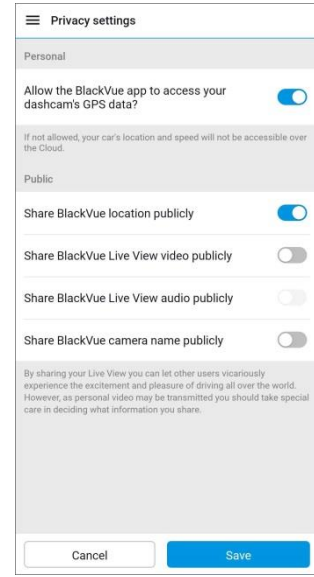 Privacy settings
Personal
Allow the BlackVue app to access your
dashcam's GPS data?
If not allowed, your car's location and speed will not be accessible over
the Cloud.
Public
Share BlackVue location publicly
Share BlackVue Live View video publicly
Share BlackVue Live View audio publicly
Share BlackVue camera name publicly
By sharing your Live View you can let other users vicariously
experience the excitement and pleasure of driving all over the world.
However, as personal video may be transmitted you should take special
care in deciding what information you share.
Cancel
Save